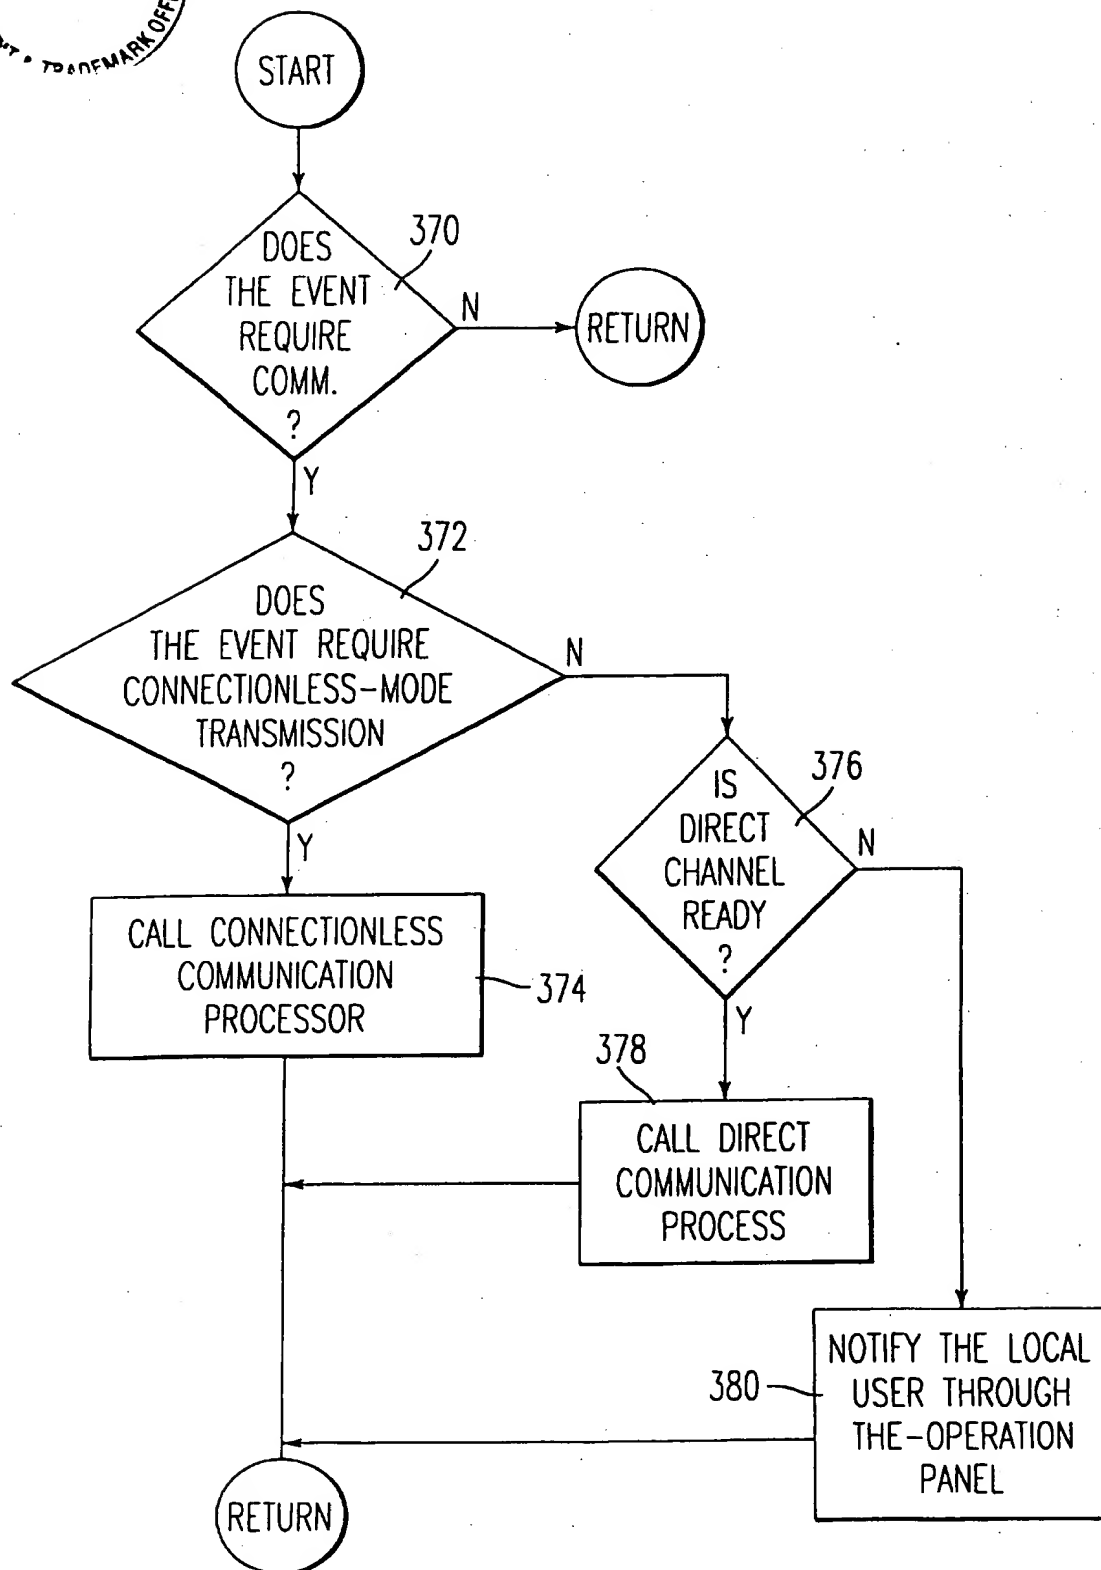 TRADEMARK OFF
START
370
DOES
THE EVENT
REQUIRE
COMM.
?
N
RETURN
Y
372
DOES
THE EVENT REQUIRE
CONNECTIONLESS-MODE
TRANSMISSION
?
N
Y
376
IS
DIRECT
CHANNEL
READY
?
N
Y
CALL CONNECTIONLESS
COMMUNICATION
PROCESSOR
374
378
CALL DIRECT
COMMUNICATION
PROCESS
NOTIFY THE LOCAL
USER THROUGH
THE-OPERATION
PANEL
380
RETURN